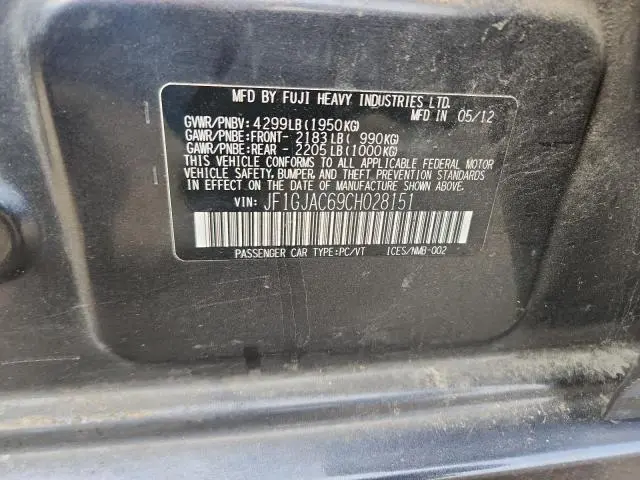 MFD BY FUJI HEAVY INDUSTRIES LTD.
MFD IN 05/12
GVWR/PNBV: 4299LB(1950KG)
GAWR/PNBE:FRONT- 2183LB( 990KG)
GAWR/PNBE:REAR - 2205LB(1000KG)
THIS VEHICLE CONFORMS TO ALL APPLICABLE FEDERAL MOTOR
VEHICLE SAFETY, BUMPER, AND THEFT PREVENTION STANDARDS
IN EFFECT ON THE DATE OF MANUFACTURE SHOWN ABOVE.
VIN: JF1GJAC69CH028151
PASSENGER CAR TYPE:PC/VT ICES/NMB-002